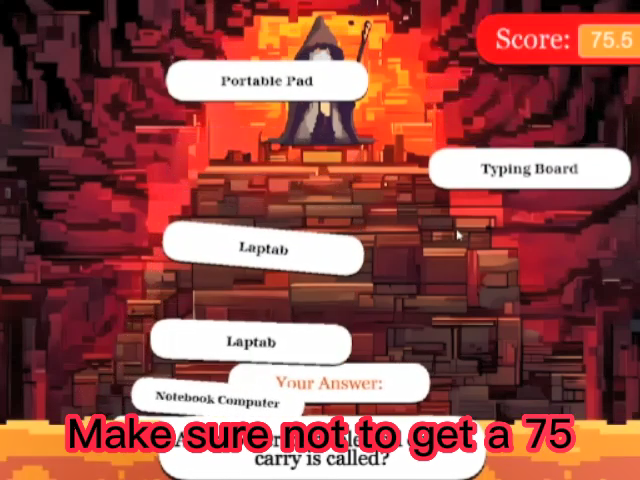 Score: 75.5
Portable Pad
Typing Board
Laptab
Laptab
Your Answer:
Notebook Computer
Make sure not to get a 75
carry is called?